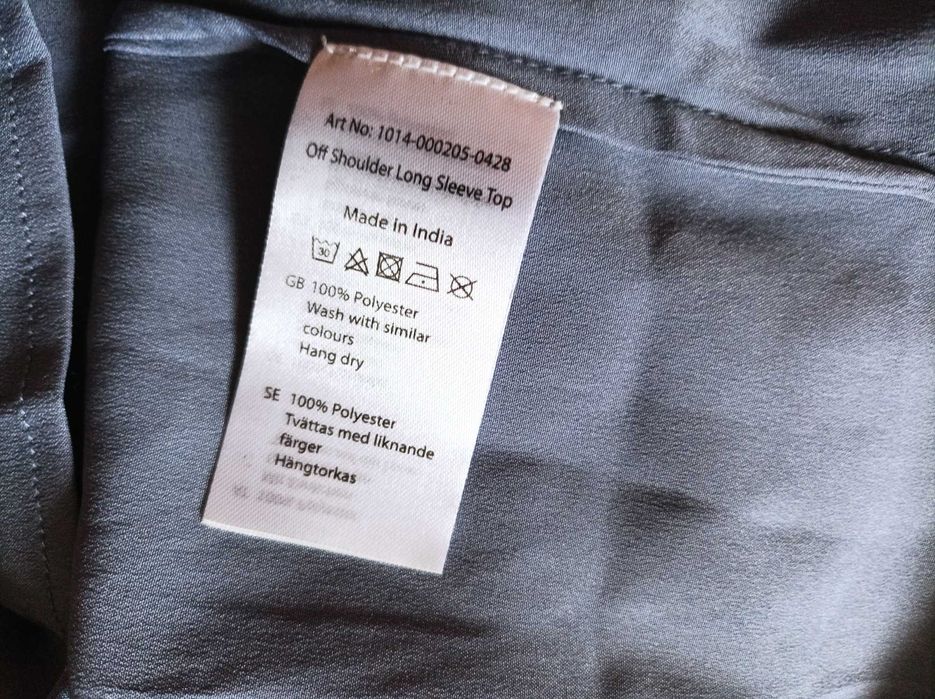 Art No: 1014-000205-0428
Off Shoulder Long Sleeve Top
Made in India
30
GB 100% Polyester
Wash with similar
colours
Hang dry
SE 100% Polyester
Tvättas med liknande
färger
Hängtorkas